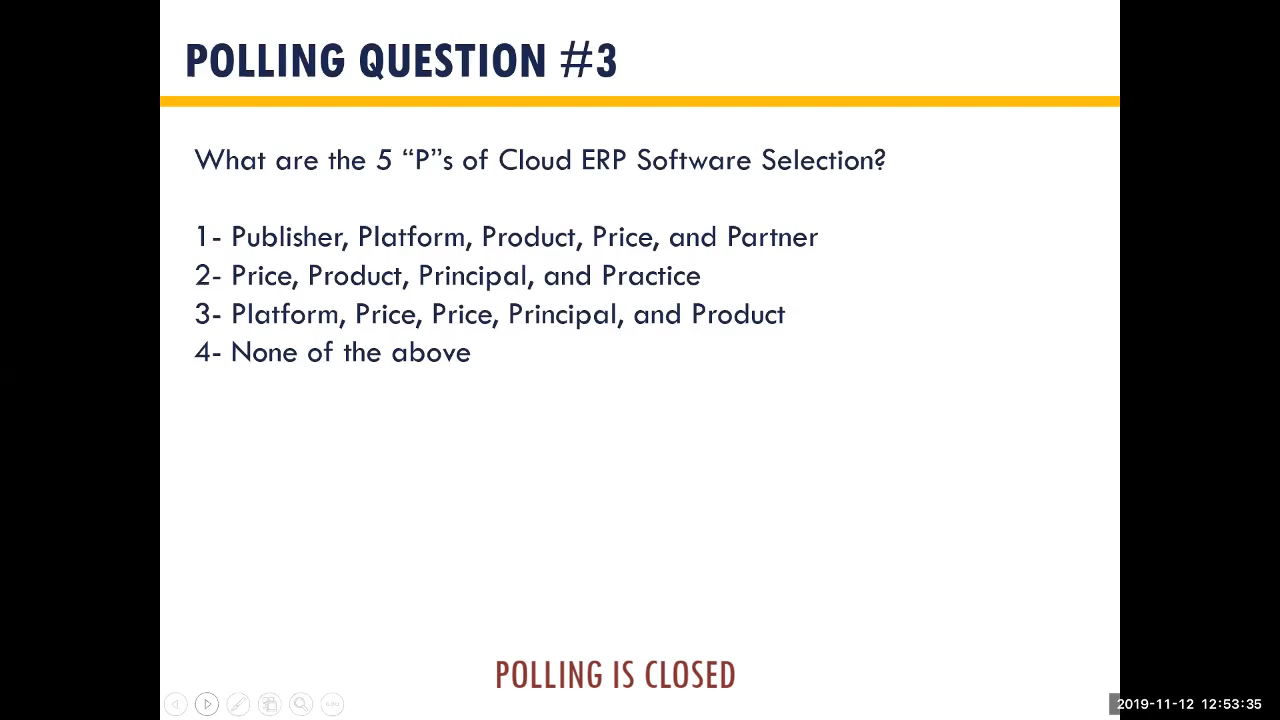 POLLING QUESTION #3
What are the 5 “P”s of Cloud ERP Software Selection?
1- Publisher, Platform, Product, Price, and Partner
2- Price, Product, Principal, and Practice
3- Platform, Price, Price, Principal, and Product
4- None of the above
POLLING IS CLOSED
2019-11-12 12:53:35